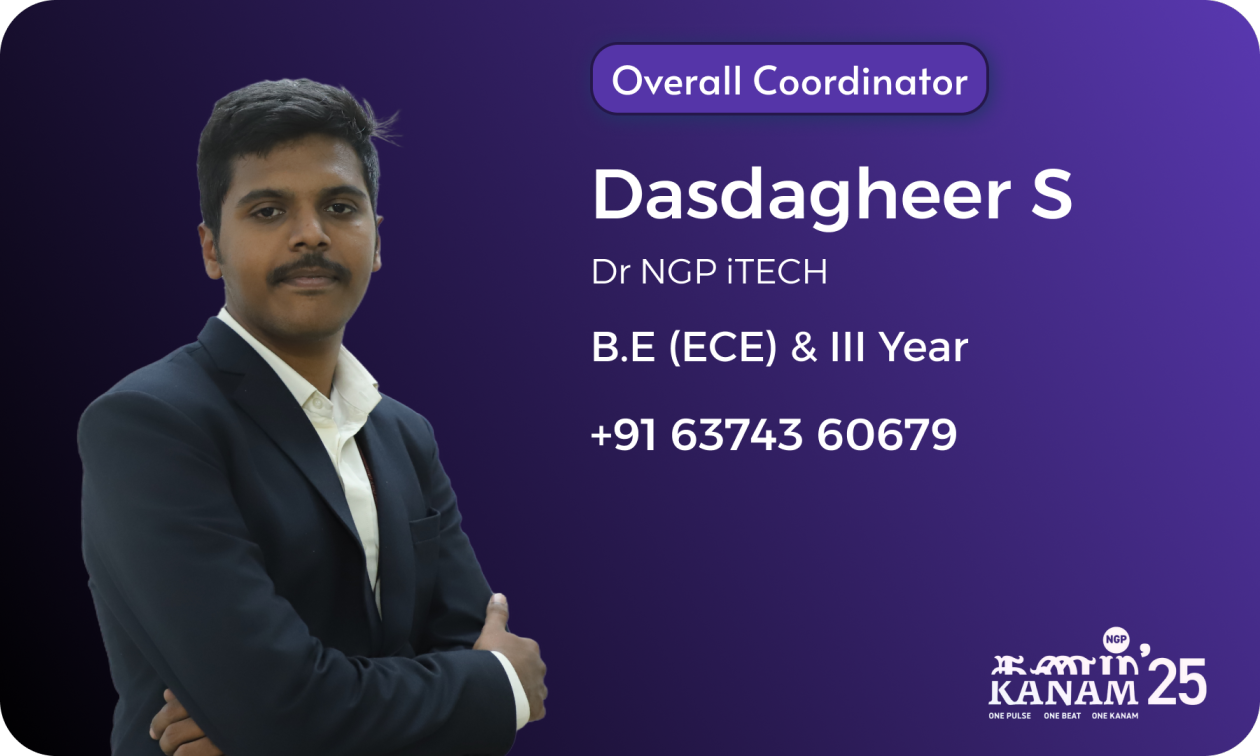 Overall Coordinator
Dasdagheer S
Dr NGP iTECH
B.E (ECE) & III Year
+91 63743 60679
NGP
கணம்
KANAM'25
ONE PULSE ONE BEAT ONE KANAM